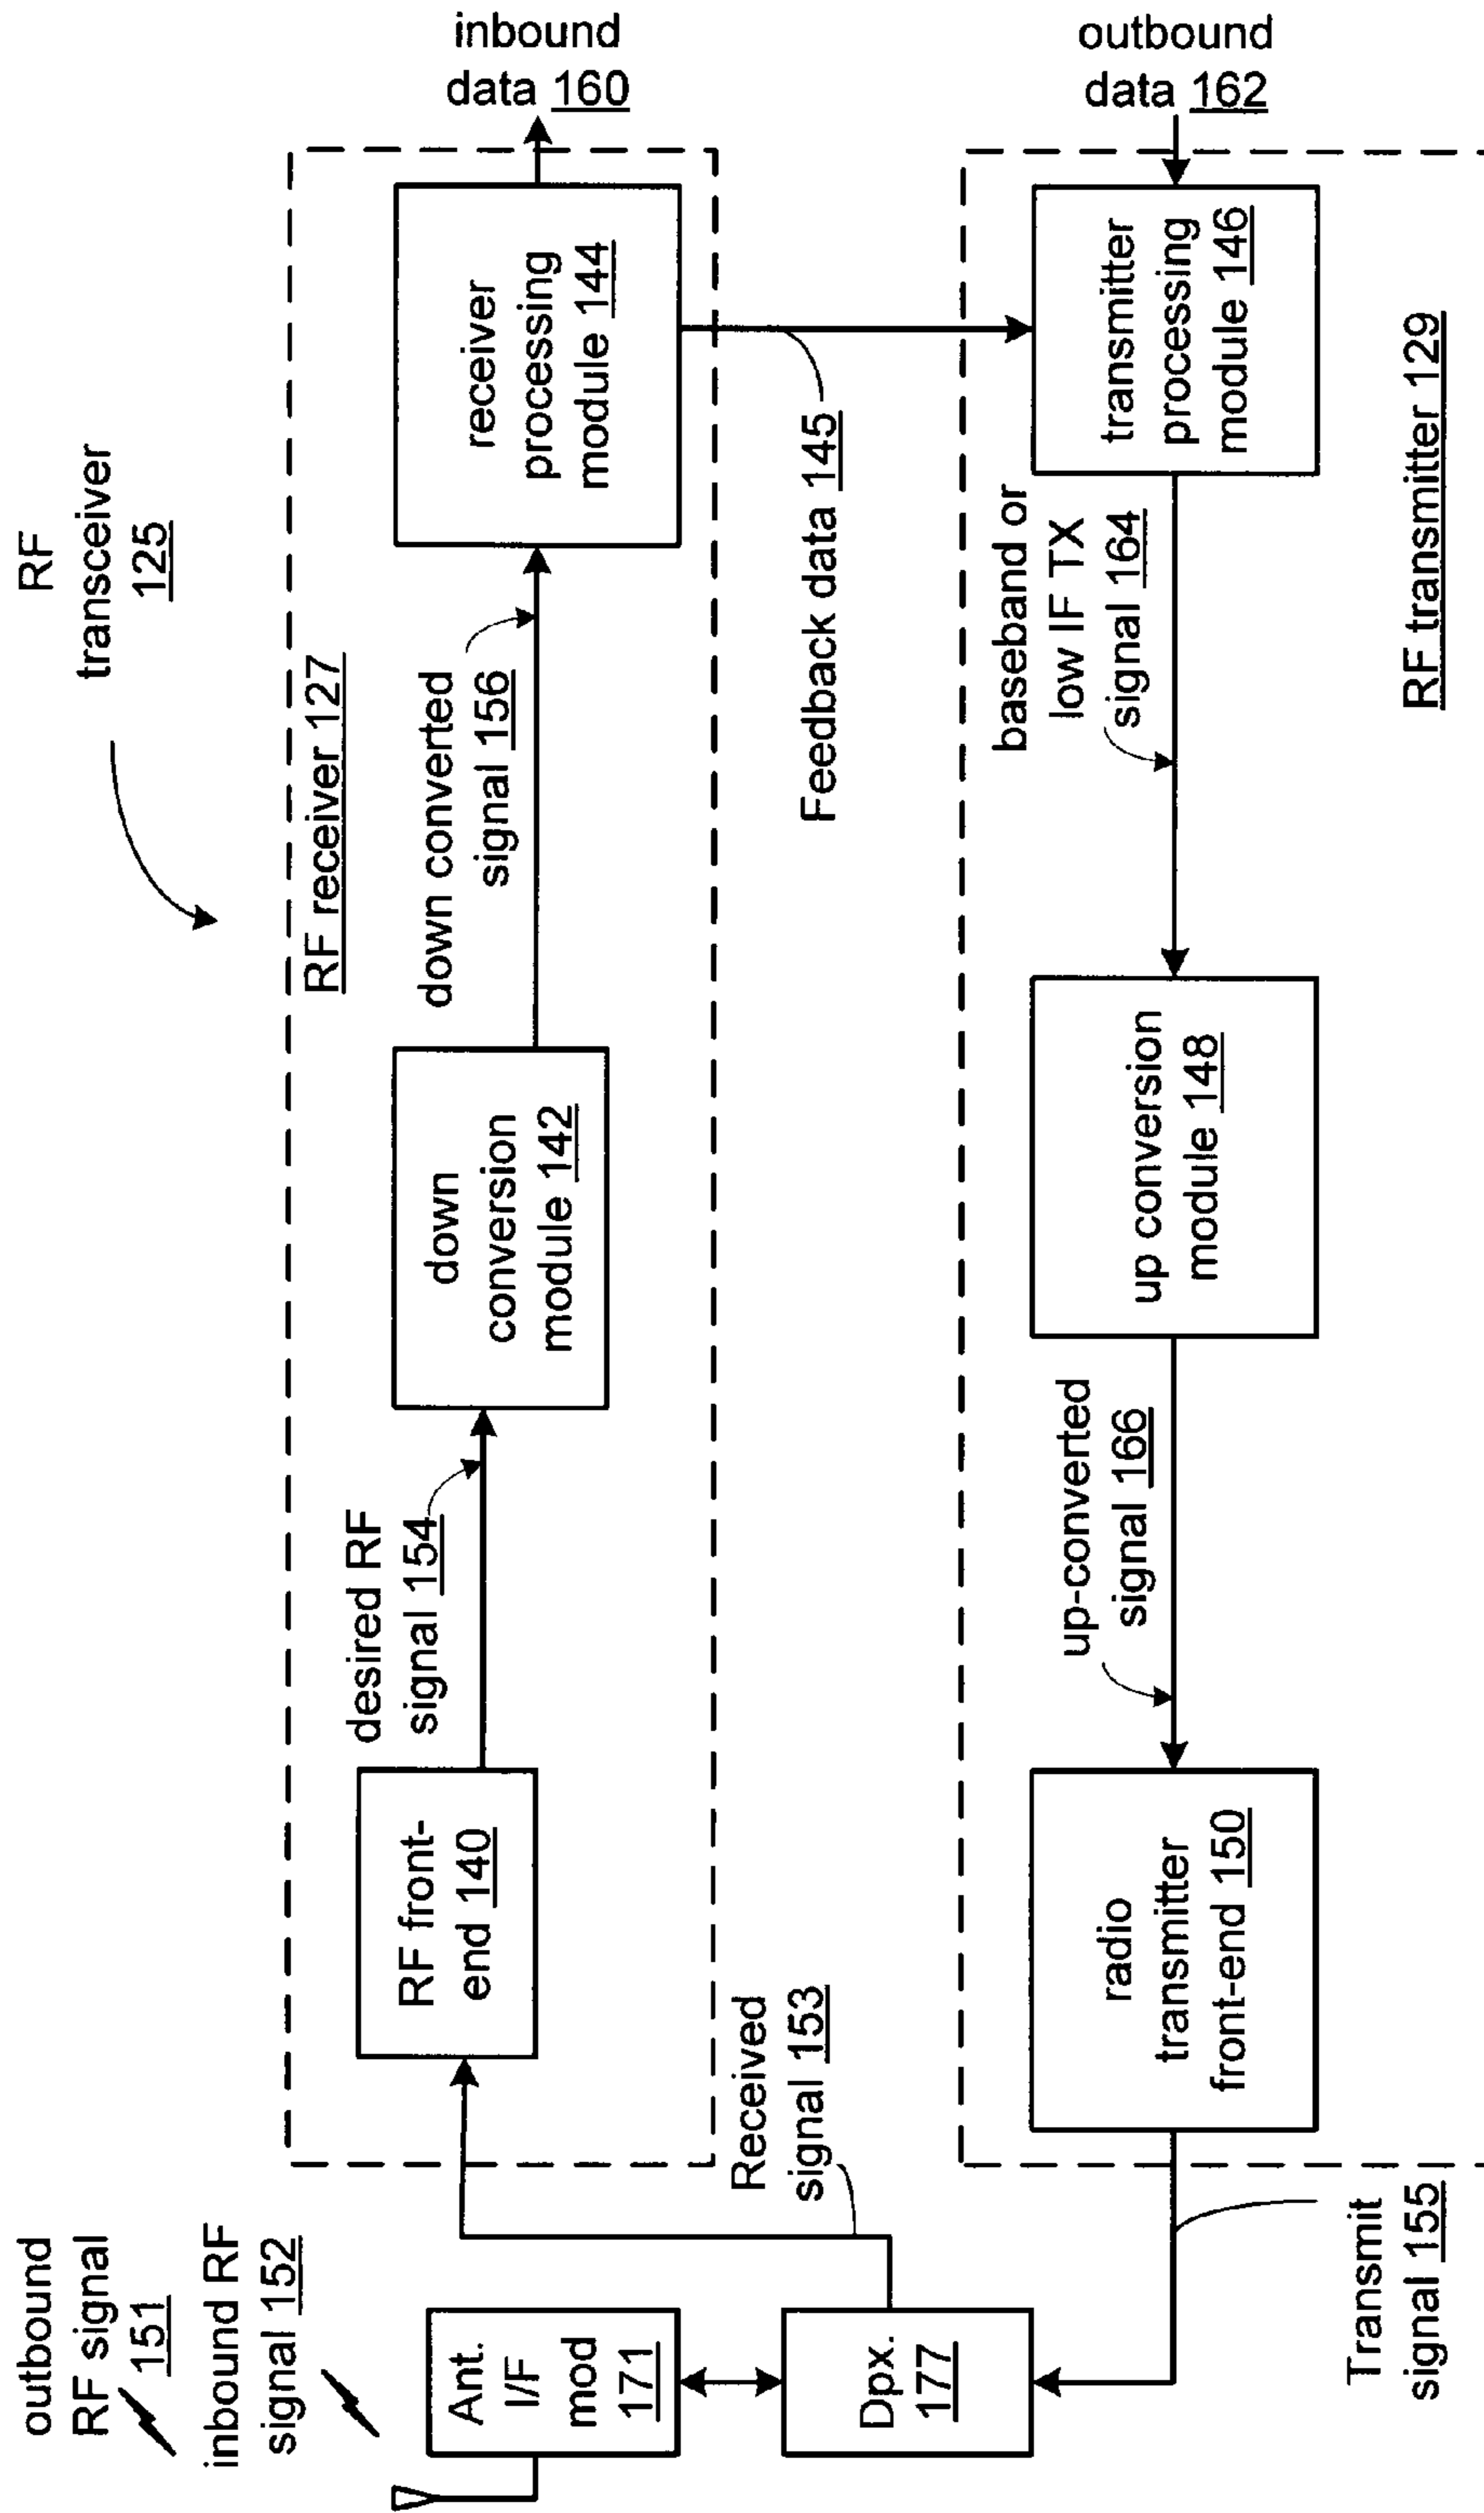 RF
transceiver
125
outbound
RF signal
151
inbound RF
signal 152
RF receiver 127
Ant.
I/F
mod
171
RF front-
end 140
desired RF
signal 154
down
conversion
module 142
down converted
signal 156
receiver
processing
module 144
inbound
data 160
Dpx.
177
Received
signal 153
Feedback data 145
Transmit
signal 155
radio
transmitter
front-end 150
up-converted
signal 166
up conversion
module 148
baseband or
low IF TX
signal 164
transmitter
processing
module 146
outbound
data 162
RF transmitter 129